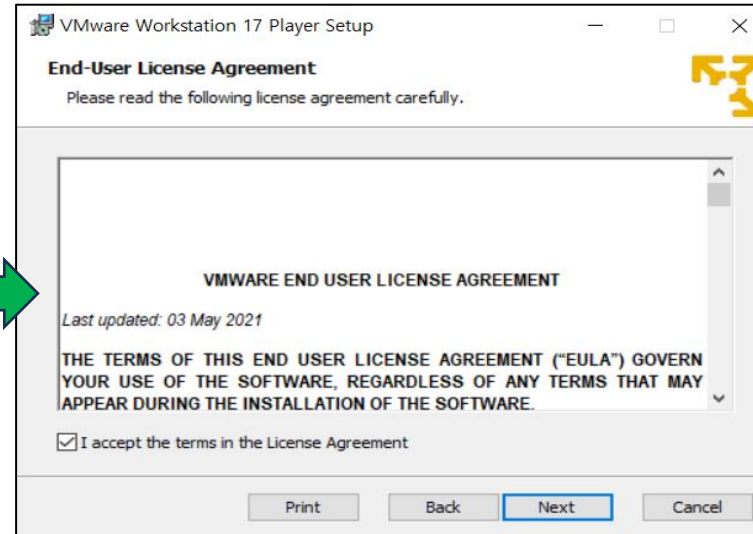 VMware Workstation 17 Player Setup
End-User License Agreement
Please read the following license agreement carefully.
VMWARE END USER LICENSE AGREEMENT
Last updated: 03 May 2021
THE TERMS OF THIS END USER LICENSE AGREEMENT (“EULA”) GOVERN
YOUR USE OF THE SOFTWARE, REGARDLESS OF ANY TERMS THAT MAY
APPEAR DURING THE INSTALLATION OF THE SOFTWARE.
I accept the terms in the License Agreement
Print Back Next Cancel